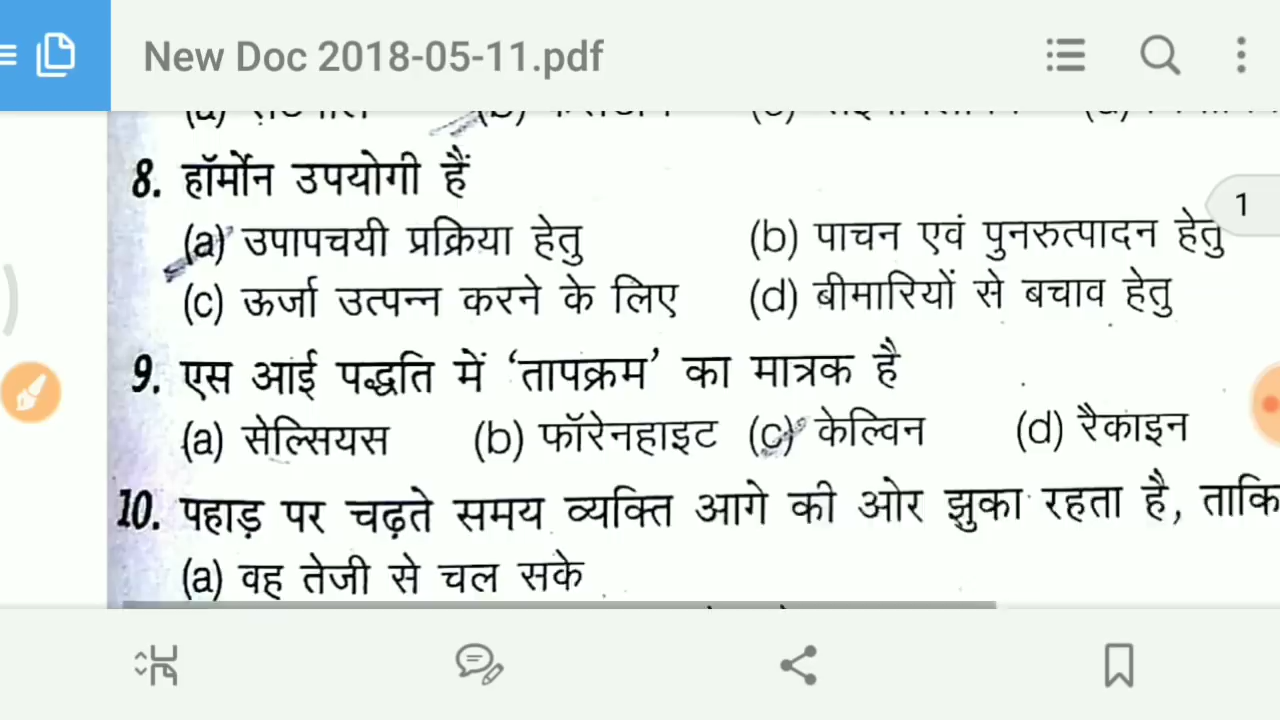 New Doc 2018-05-11.pdf
8. हॉर्मोन उपयोगी हैं
1
(a) उपापचयी प्रक्रिया हेतु (b) पाचन एवं पुनरुत्पादन हेतु
(c) ऊर्जा उत्पन्न करने के लिए (d) बीमारियों से बचाव हेतु
9. एस आई पद्धति में ‘तापक्रम’ का मात्रक है
(a) सेल्सियस (b) फॉरेनहाइट (c) केल्विन (d) रैंकाइन
10. पहाड़ पर चढ़ते समय व्यक्ति आगे की ओर झुका रहता है, ताकि
(a) वह तेजी से चल सके